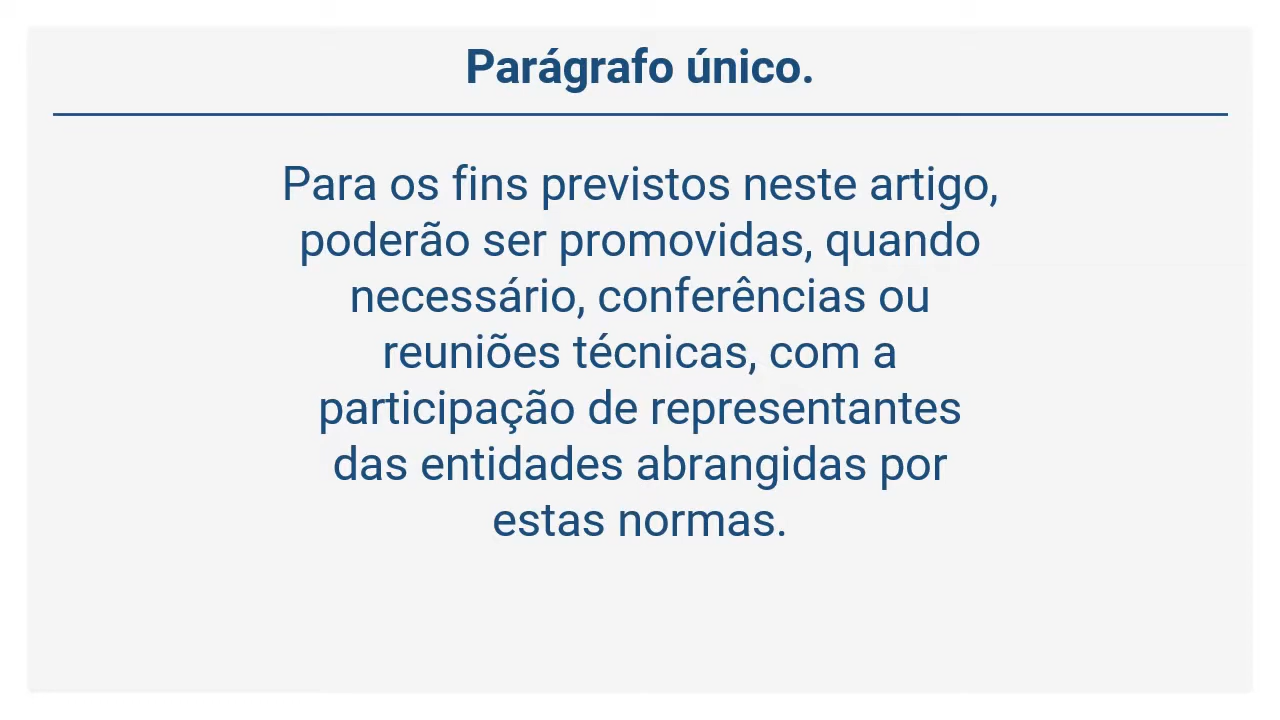 Parágrafo único.
Para os fins previstos neste artigo,
poderão ser promovidas, quando
necessário, conferências ou
reuniões técnicas, com a
participação de representantes
das entidades abrangidas por
estas normas.